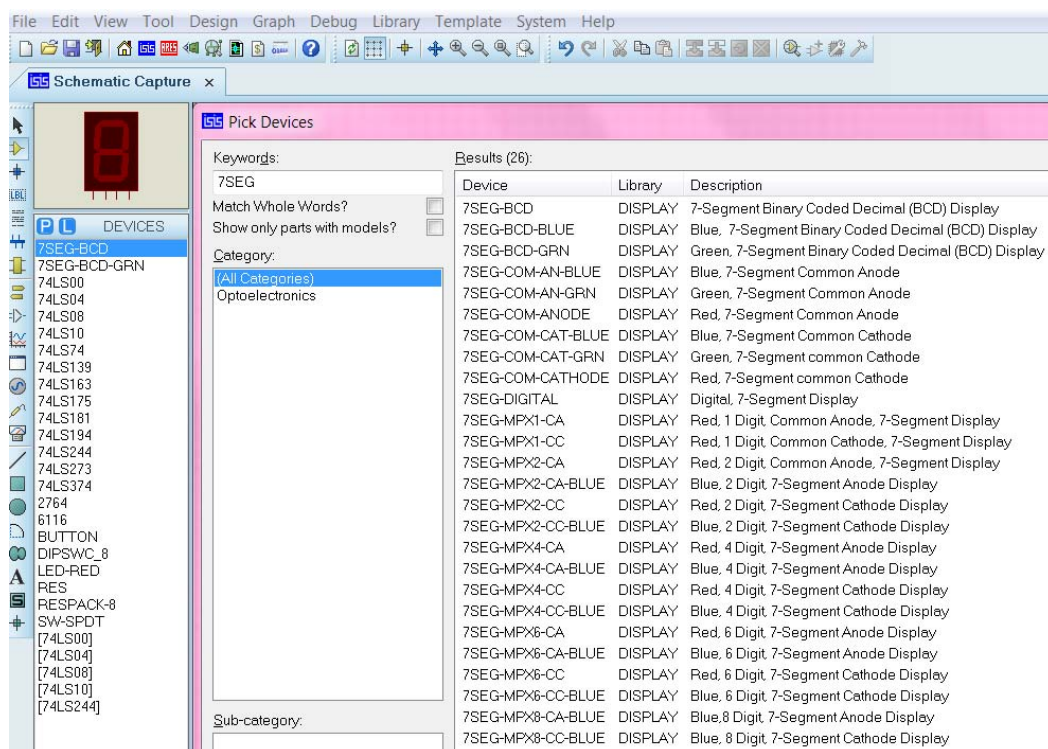 File Edit View Tool Design Graph Debug Library Template System Help
isis ARES
isis Schematic Capture x
LBL
A
S
P L DEVICES
7SEG-BCD
7SEG-BCD-GRN
74LS00
74LS04
74LS08
74LS10
74LS74
74LS139
74LS163
74LS175
74LS181
74LS194
74LS244
74LS273
74LS374
2764
6116
BUTTON
DIPSWC_8
LED-RED
RES
RESPACK-8
SW-SPDT
[74LS00]
[74LS04]
[74LS08]
[74LS10]
[74LS244]
isis Pick Devices
Keywords:
7SEG
Match Whole Words?
Show only parts with models?
Category:
(All Categories)
Optoelectronics
Sub-category:
Results (26):
Device Library Description
7SEG-BCD DISPLAY 7-Segment Binary Coded Decimal (BCD) Display
7SEG-BCD-BLUE DISPLAY Blue, 7-Segment Binary Coded Decimal (BCD) Display
7SEG-BCD-GRN DISPLAY Green, 7-Segment Binary Coded Decimal (BCD) Display
7SEG-COM-AN-BLUE DISPLAY Blue, 7-Segment Common Anode
7SEG-COM-AN-GRN DISPLAY Green, 7-Segment Common Anode
7SEG-COM-ANODE DISPLAY Red, 7-Segment Common Anode
7SEG-COM-CAT-BLUE DISPLAY Blue, 7-Segment Common Cathode
7SEG-COM-CAT-GRN DISPLAY Green, 7-Segment common Cathode
7SEG-COM-CATHODE DISPLAY Red, 7-Segment common Cathode
7SEG-DIGITAL DISPLAY Digital, 7-Segment Display
7SEG-MPX1-CA DISPLAY Red, 1 Digit, Common Anode, 7-Segment Display
7SEG-MPX1-CC DISPLAY Red, 1 Digit, Common Cathode, 7-Segment Display
7SEG-MPX2-CA DISPLAY Red, 2 Digit, Common Anode, 7-Segment Display
7SEG-MPX2-CA-BLUE DISPLAY Blue, 2 Digit, 7-Segment Anode Display
7SEG-MPX2-CC DISPLAY Red, 2 Digit, 7-Segment Cathode Display
7SEG-MPX2-CC-BLUE DISPLAY Blue, 2 Digit, 7-Segment Cathode Display
7SEG-MPX4-CA DISPLAY Red, 4 Digit, 7-Segment Anode Display
7SEG-MPX4-CA-BLUE DISPLAY Blue, 4 Digit, 7-Segment Anode Display
7SEG-MPX4-CC DISPLAY Red, 4 Digit, 7-Segment Cathode Display
7SEG-MPX4-CC-BLUE DISPLAY Blue, 4 Digit, 7-Segment Cathode Display
7SEG-MPX6-CA DISPLAY Red, 6 Digit, 7-Segment Anode Display
7SEG-MPX6-CA-BLUE DISPLAY Blue, 6 Digit, 7-Segment Anode Display
7SEG-MPX6-CC DISPLAY Red, 6 Digit, 7-Segment Cathode Display
7SEG-MPX6-CC-BLUE DISPLAY Blue, 6 Digit, 7-Segment Cathode Display
7SEG-MPX8-CA-BLUE DISPLAY Blue,8 Digit, 7-Segment Anode Display
7SEG-MPX8-CC-BLUE DISPLAY Blue, 8 Digit, 7-Segment Cathode Display